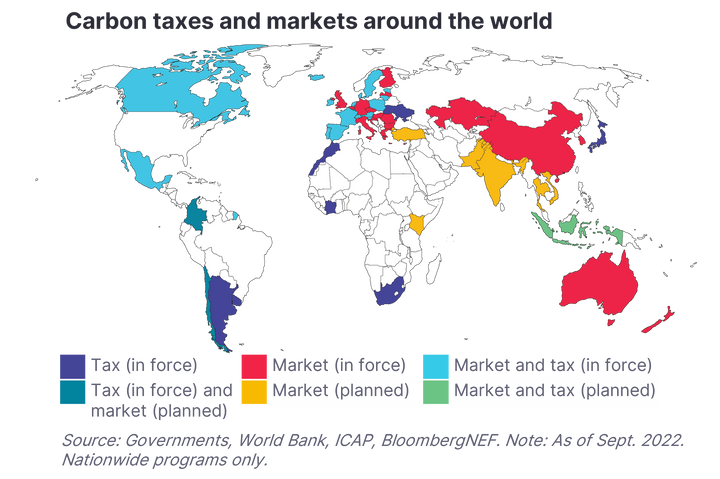 Carbon taxes and markets around the world
Tax (in force)
Market (in force)
Market and tax (in force)
Tax (in force) and
market (planned)
Market (planned)
Market and tax (planned)
Source: Governments, World Bank, ICAP, BloombergNEF. Note: As of Sept. 2022.
Nationwide programs only.